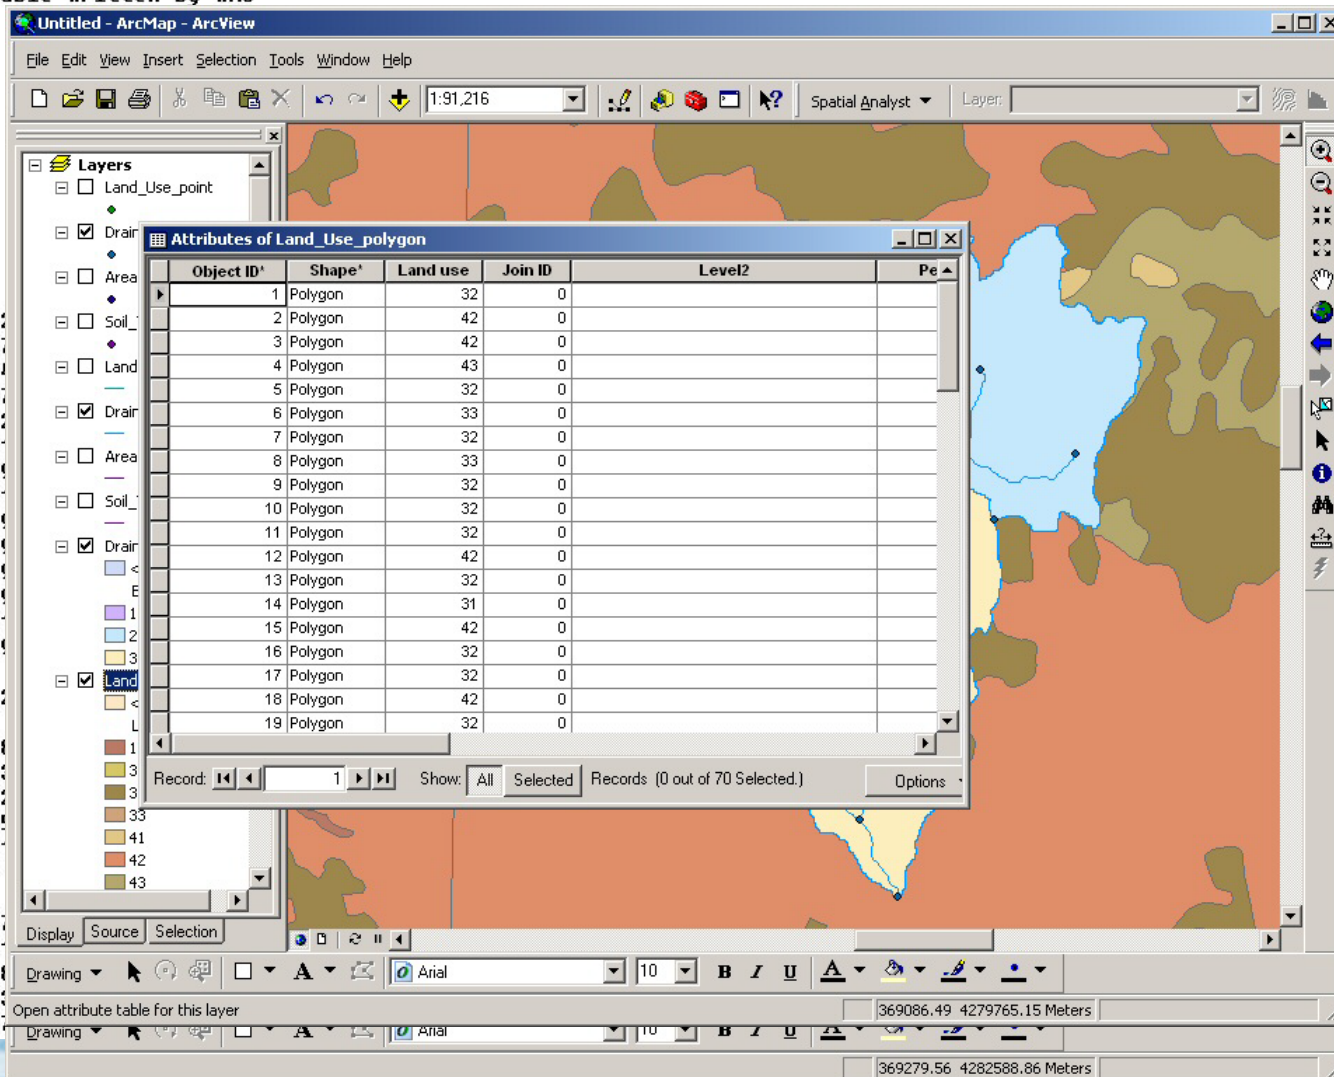 Untitled - ArcMap - ArcView
File Edit View Insert Selection Tools Window Help
1:91,216 Spatial Analyst Layer:
Layers
Land_Use_point
Drain
Area
Soil_
Land
Drain
Area
Soil_
Drain
<
1
2
3
Land
<
L
1
3
3
33
41
42
43
Attributes of Land_Use_polygon
Object ID* Shape* Land use Join ID Level2 Pe
1 Polygon 32 0
2 Polygon 42 0
3 Polygon 42 0
4 Polygon 43 0
5 Polygon 32 0
6 Polygon 33 0
7 Polygon 32 0
8 Polygon 33 0
9 Polygon 32 0
10 Polygon 32 0
11 Polygon 32 0
12 Polygon 42 0
13 Polygon 32 0
14 Polygon 31 0
15 Polygon 42 0
16 Polygon 32 0
17 Polygon 32 0
18 Polygon 42 0
19 Polygon 32 0
Record: 1 Show: All Selected Records (0 out of 70 Selected.) Options
Display Source Selection
Drawing A Arial 10 B I U A
Open attribute table for this layer 369086.49 4279765.15 Meters
Drawing A Arial 10 B I U A
369279.56 4282588.86 Meters